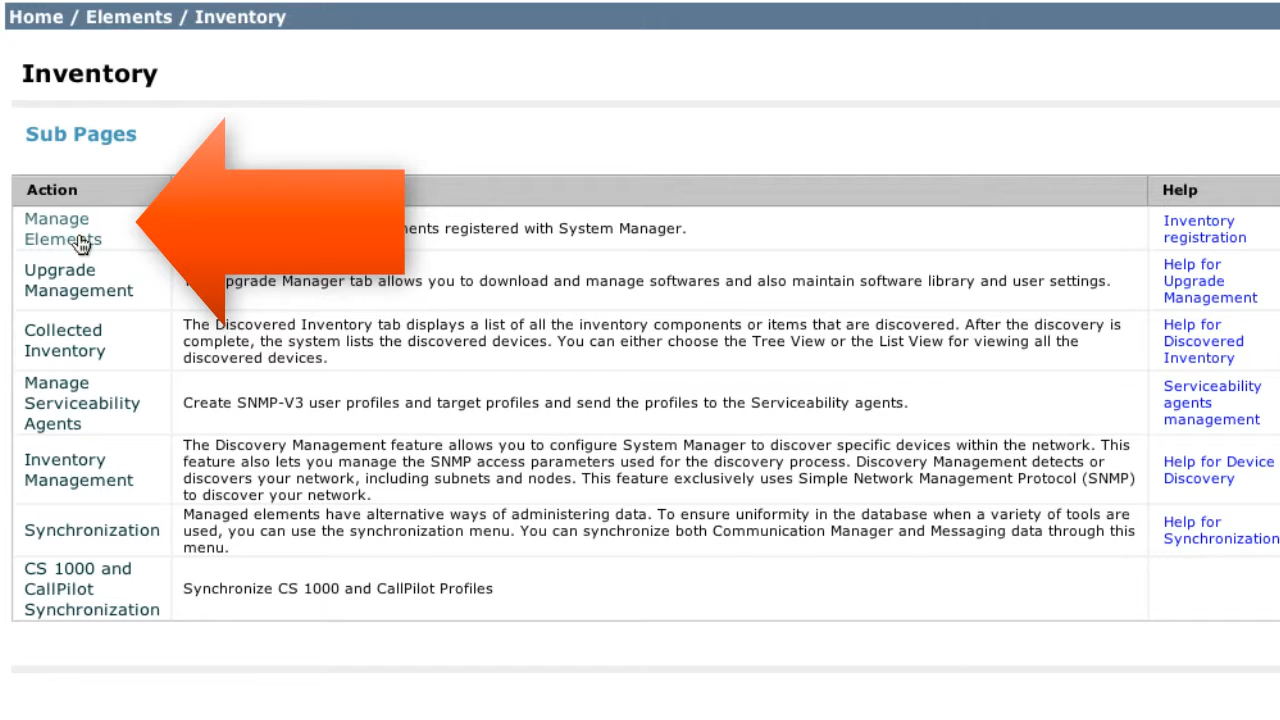 Home / Elements / Inventory
Inventory
Sub Pages
Action
Help
Manage
Elements
registered with System Manager.
Inventory
registration
Upgrade
Management
Manager tab allows you to download and manage softwares and also maintain software library and user settings.
Help for
Upgrade
Management
Collected
Inventory
The Discovered Inventory tab displays a list of all the inventory components or items that are discovered. After the discovery is
complete, the system lists the discovered devices. You can either choose the Tree View or the List View for viewing all the
discovered devices.
Help for
Discovered
Inventory
Manage
Serviceability
Agents
Create SNMP-V3 user profiles and target profiles and send the profiles to the Serviceability agents.
Serviceability
agents
management
Inventory
Management
The Discovery Management feature allows you to configure System Manager to discover specific devices within the network. This
feature also lets you manage the SNMP access parameters used for the discovery process. Discovery Management detects or
discovers your network, including subnets and nodes. This feature exclusively uses Simple Network Management Protocol (SNMP)
to discover your network.
Help for Device
Discovery
Synchronization
Managed elements have alternative ways of administering data. To ensure uniformity in the database when a variety of tools are
used, you can use the synchronization menu. You can synchronize both Communication Manager and Messaging data through this
menu.
Help for
Synchronization
CS 1000 and
CallPilot
Synchronization
Synchronize CS 1000 and CallPilot Profiles